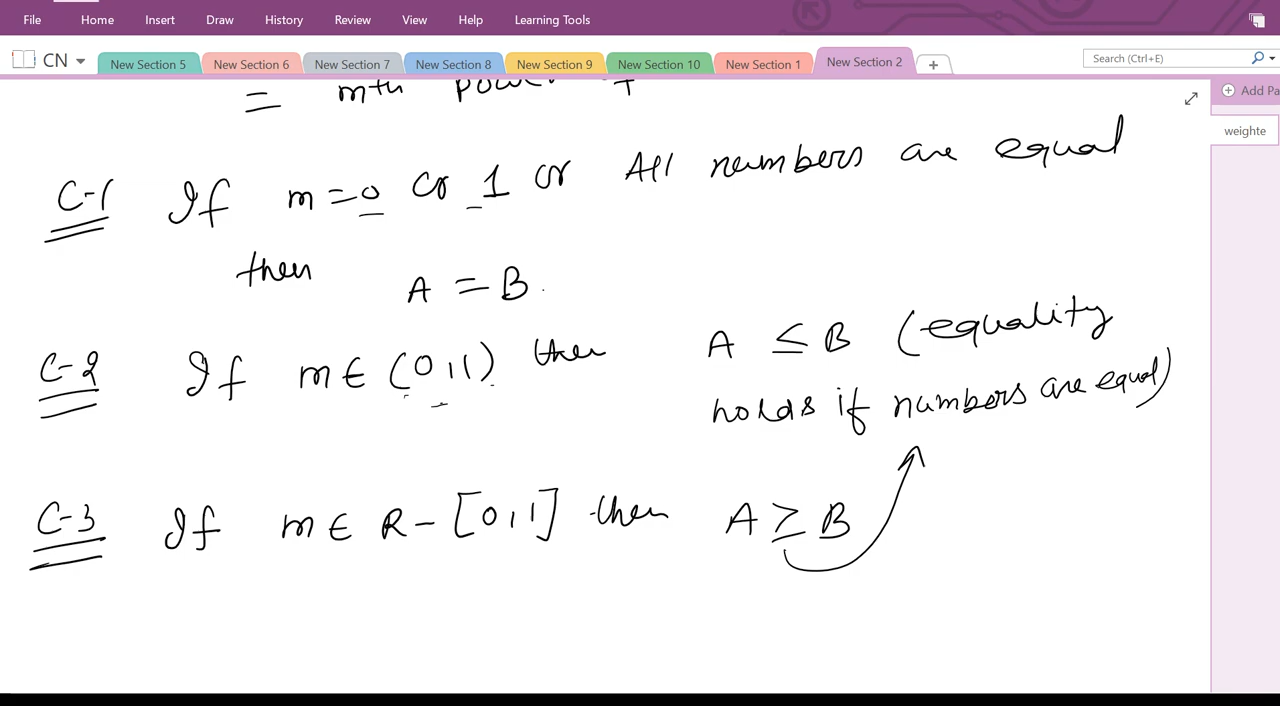 File Home Insert Draw History Review View Help Learning Tools
CN New Section 5 New Section 6 New Section 7 New Section 8 New Section 9 New Section 10 New Section 1 New Section 2 Search (Ctrl+E)
Add Pa
weighte
= mth power
C-1 If m = 0 or 1 or All numbers are equal
then A = B.
C-2 If m ∈ (0,1) then A ≤ B (equality
holds if numbers are equal)
C-3 If m ∈ R - [0,1] then A ≥ B